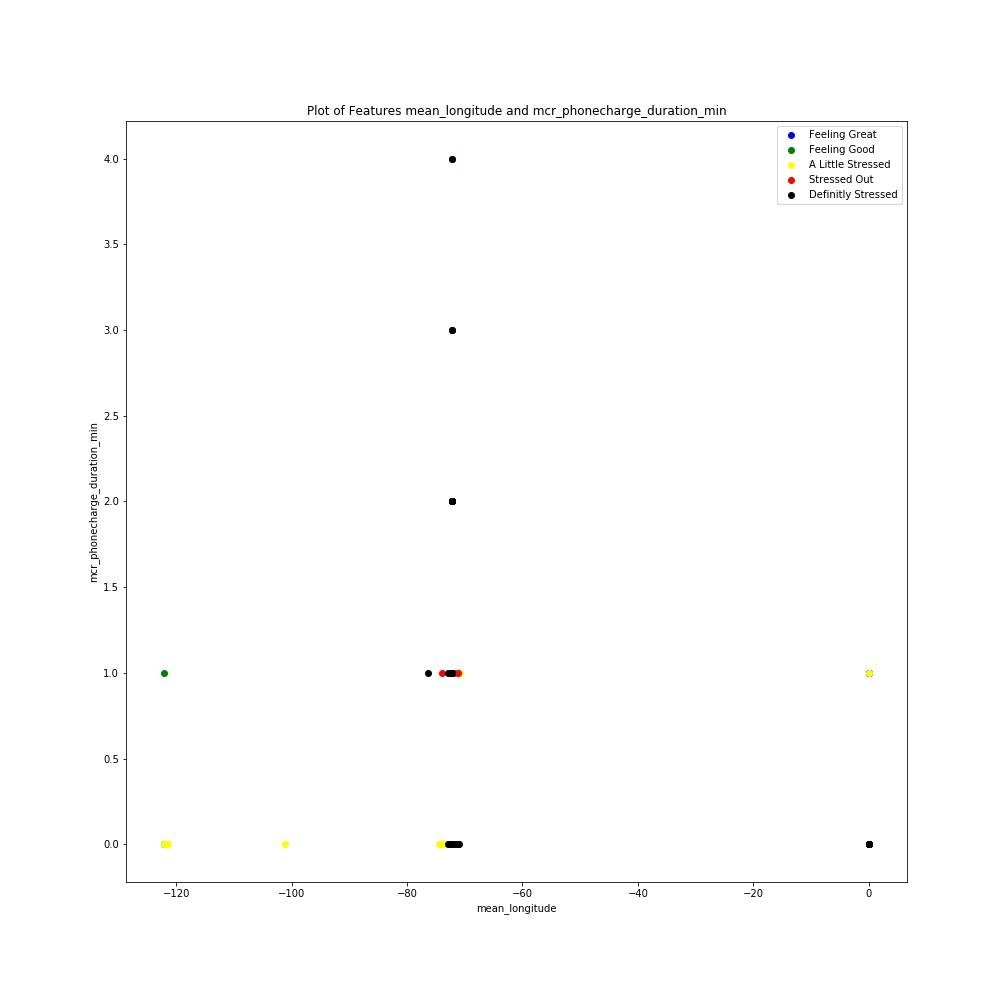 Plot of Features mean_longitude and mcr_phonecharge_duration_min
Feeling Great
Feeling Good
A Little Stressed
Stressed Out
Definitly Stressed
mcr_phonecharge_duration_min
4.0
3.5
3.0
2.5
2.0
1.5
1.0
0.5
0.0
−120
−100
−80
−60
−40
−20
0
mean_longitude